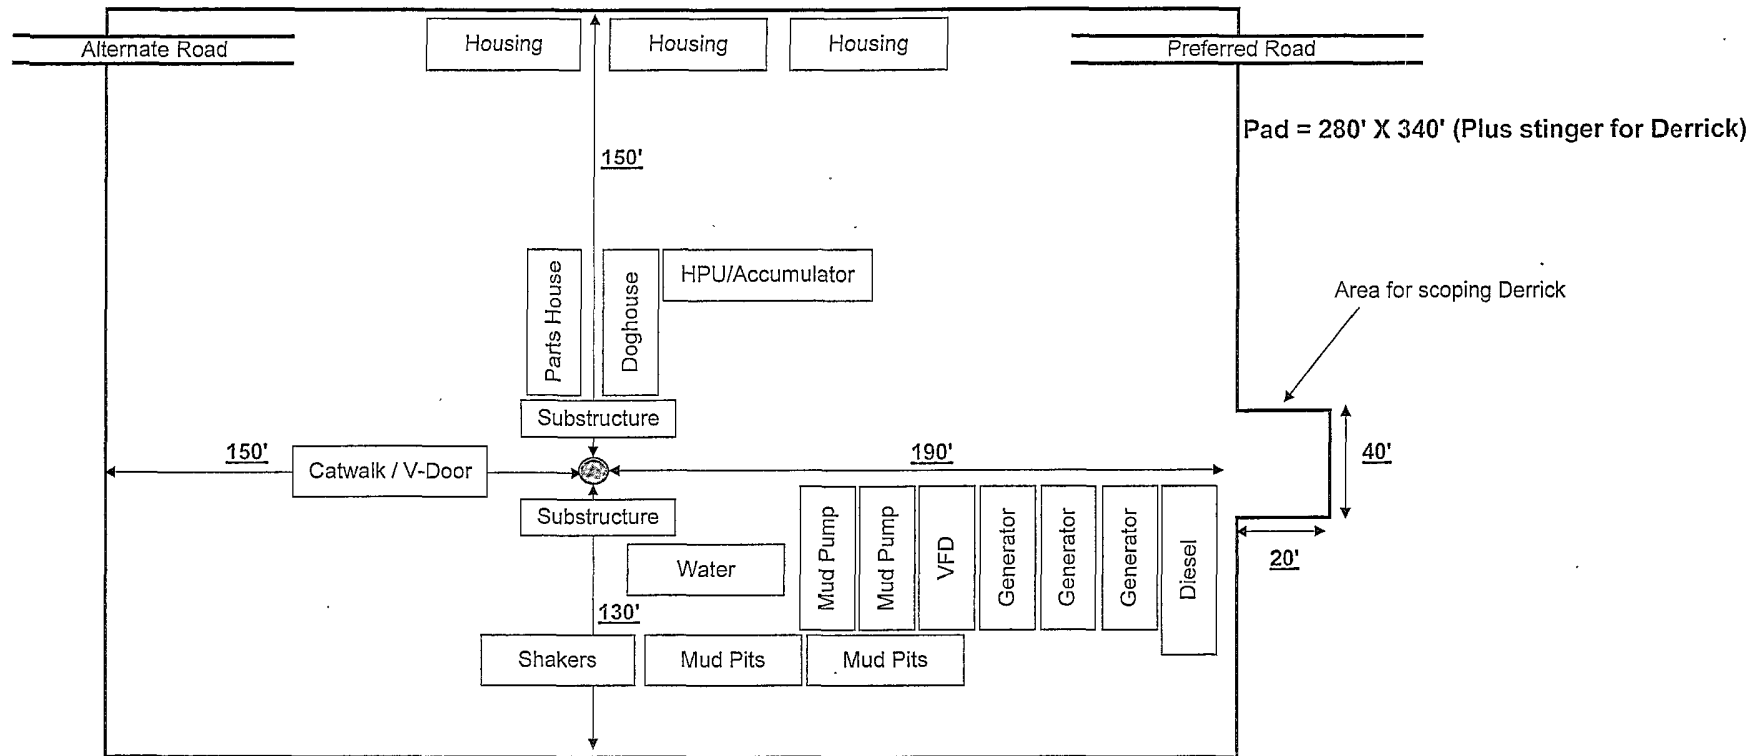 Alternate Road
Housing
Housing
Housing
Preferred Road
Pad = 280' X 340' (Plus stinger for Derrick)
150'
Parts House
Doghouse
HPU/Accumulator
Area for scoping Derrick
Substructure
150'
Catwalk / V-Door
190'
40'
Substructure
Water
Mud Pump
Mud Pump
VFD
Generator
Generator
Generator
Diesel
20'
130'
Shakers
Mud Pits
Mud Pits